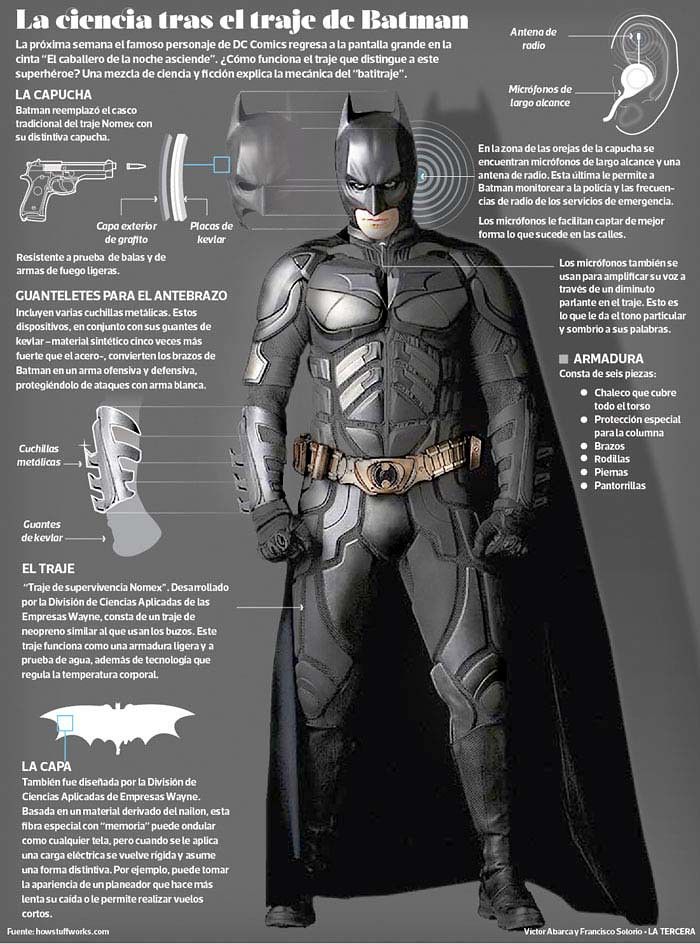 La ciencia tras el traje de Batman
La próxima semana el famoso personaje de DC Comics regresa a la pantalla grande en la
cinta “El caballero de la noche asciende”. ¿Cómo funciona el traje que distingue a este
superhéroe? Una mezcla de ciencia y ficción explica la mecánica del “batitraje”.
Antena de
radio
Micrófonos de
largo alcance
LA CAPUCHA
Batman reemplazó el casco
tradicional del traje Nomex con
su distintiva capucha.
Capa exterior
de grafito
Placas de
kevlar
Resistente a prueba de balas y de
armas de fuego ligeras.
En la zona de las orejas de la capucha se
encuentran micrófonos de largo alcance y una
antena de radio. Esta última le permite a
Batman monitorear a la policía y las frecuen-
cias de radio de los servicios de emergencia.
Los micrófonos le facilitan captar de mejor
forma lo que sucede en las calles.
Los micrófonos también se
usan para amplificar su voz a
través de un diminuto
parlante en el traje. Esto es
lo que le da el tono particular
y sombrio a sus palabras.
GUANTELETES PARA EL ANTEBRAZO
Incluyen varias cuchillas metálicas. Estos
dispositivos, en conjunto con sus guantes de
kevlar –material sintético cinco veces más
fuerte que el acero-, convierten los brazos de
Batman en un arma ofensiva y defensiva,
protegiéndolo de ataques con arma blanca.
Cuchillas
metálicas
Guantes
de kevlar
ARMADURA
Consta de seis piezas:
● Chaleco que cubre
todo el torso
● Protección especial
para la columna
● Brazos
● Rodillas
● Piernas
● Pantorrillas
EL TRAJE
“Traje de supervivencia Nomex”. Desarrollado
por la División de Ciencias Aplicadas de las
Empresas Wayne, consta de un traje de
neopreno similar al que usan los buzos. Este
traje funciona como una armadura ligera y a
prueba de agua, además de tecnología que
regula la temperatura corporal.
LA CAPA
También fue diseñada por la División de
Ciencias Aplicadas de Empresas Wayne.
Basada en un material derivado del nailon, esta
fibra especial con “memoria” puede ondular
como cualquier tela, pero cuando se le aplica
una carga eléctrica se vuelve rígida y asume
una forma distintiva. Por ejemplo, puede tomar
la apariencia de un planeador que hace más
lenta su caída o le permite realizar vuelos
cortos.
Fuente: howstuffworks.com
Víctor Abarca y Francisco Solorio - LA TERCERA